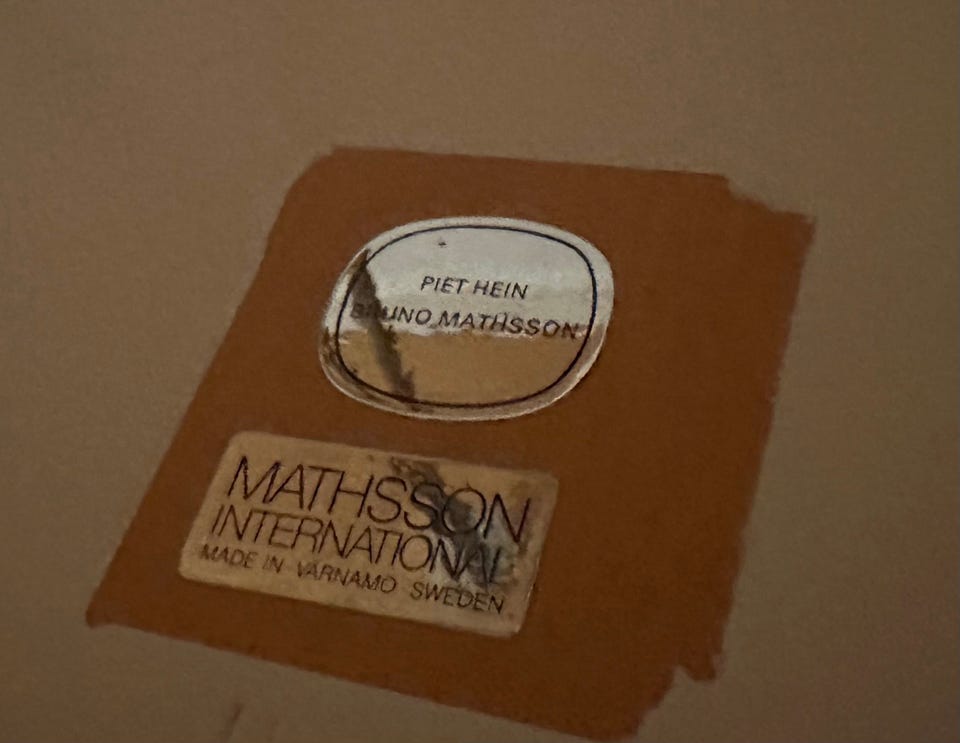 PIET HEIN
BRUNO MATHSSON
MATHSSON
INTERNATIONAL
MADE IN VÄRNAMO SWEDEN